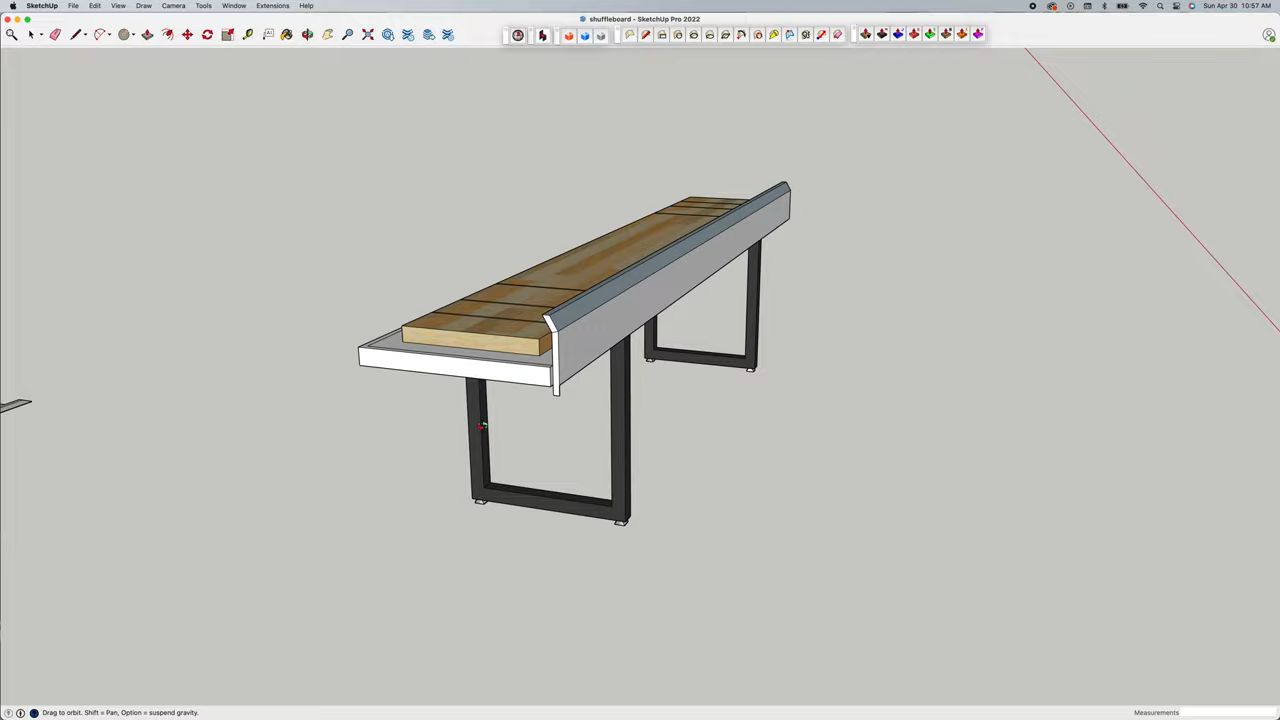 SketchUp File Edit View Draw Camera Tools Window Extensions Help Sun Apr 30 10:57 AM
shuffleboard - SketchUp Pro 2022
Drag to orbit. Shift = Pan, Option = suspend gravity. Measurements